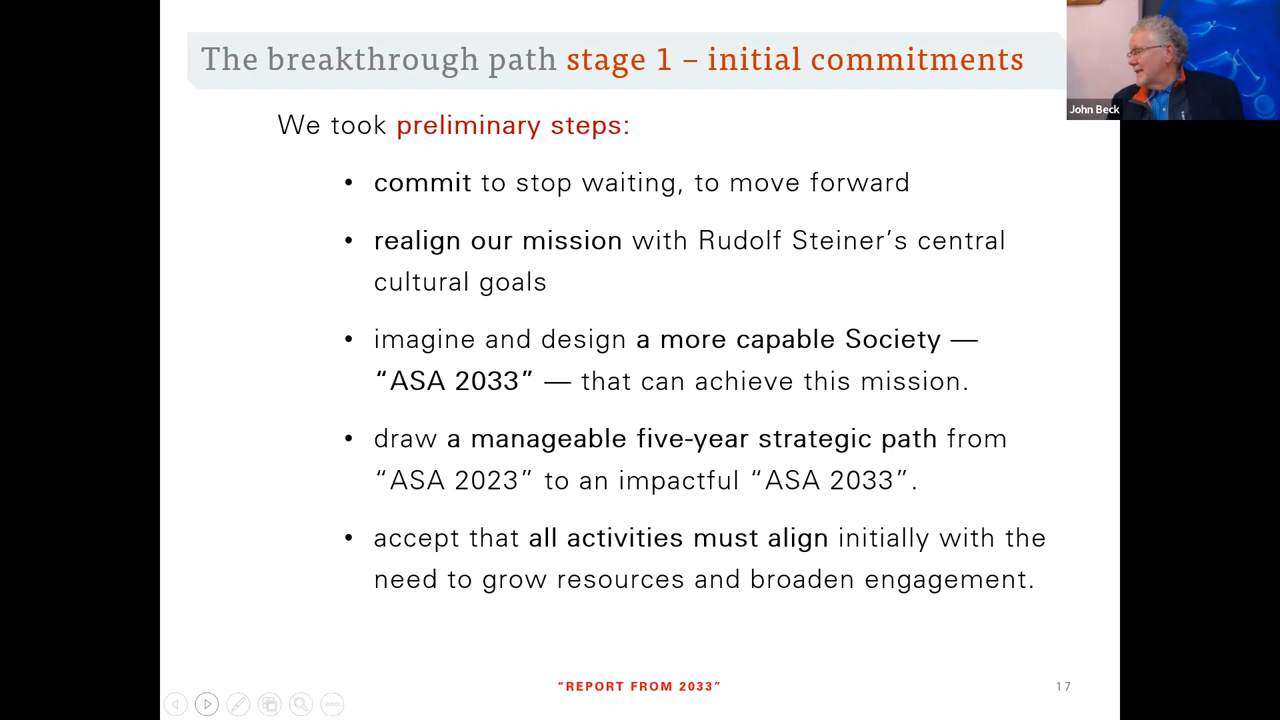 The breakthrough path stage 1 – initial commitments
John Beck
We took preliminary steps:
• commit to stop waiting, to move forward
• realign our mission with Rudolf Steiner’s central
cultural goals
• imagine and design a more capable Society —
“ASA 2033” — that can achieve this mission.
• draw a manageable five-year strategic path from
“ASA 2023” to an impactful “ASA 2033”.
• accept that all activities must align initially with the
need to grow resources and broaden engagement.
“REPORT FROM 2033”
17